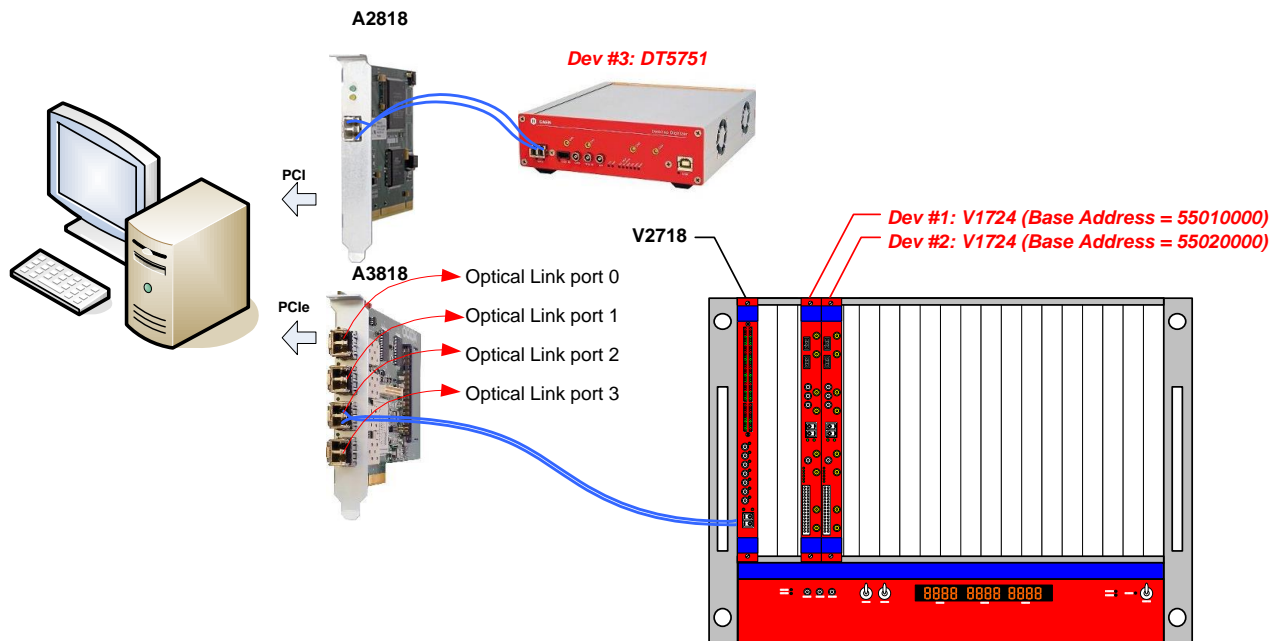 A2818
Dev #3: DT5751
PCI
Dev #1: V1724 (Base Address = 55010000)
Dev #2: V1724 (Base Address = 55020000)
V2718
A3818
Optical Link port 0
PCIe
Optical Link port 1
Optical Link port 2
Optical Link port 3
8888 8888 8888